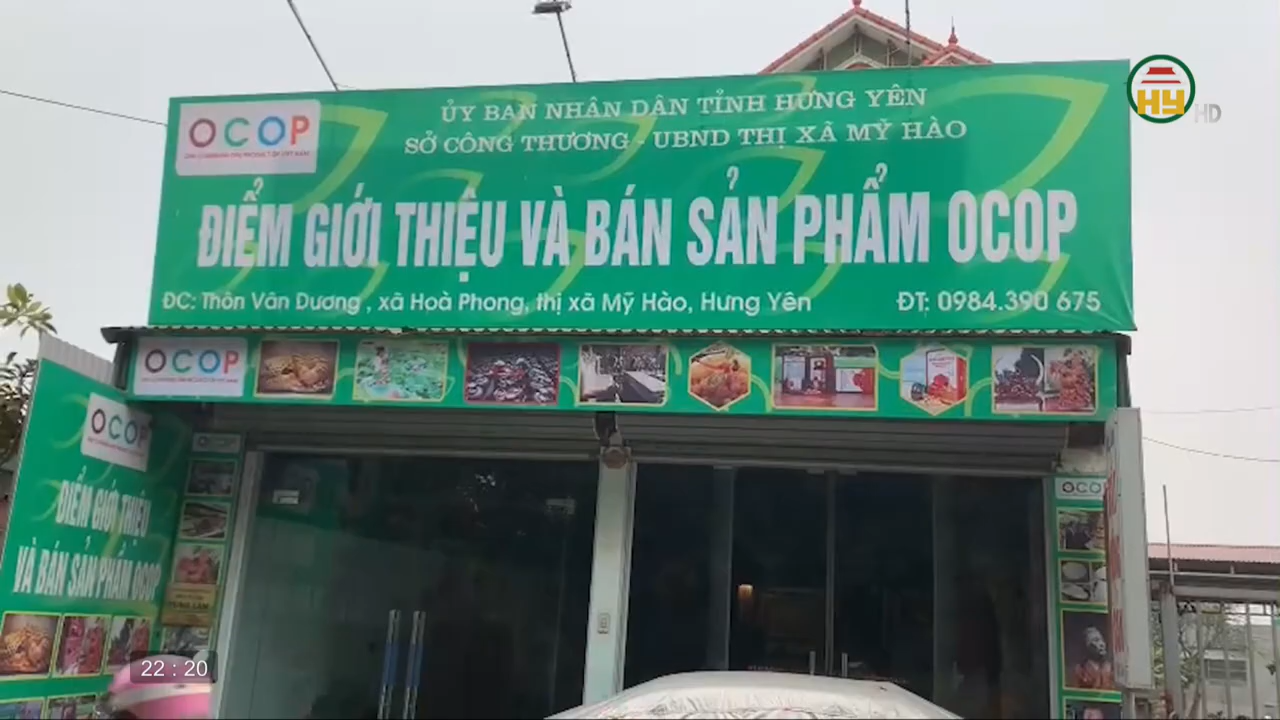 HY HD
OCOP
ỦY BAN NHÂN DÂN TỈNH HƯNG YÊN
SỞ CÔNG THƯƠNG - UBND THỊ XÃ MỸ HÀO
ĐIỂM GIỚI THIỆU VÀ BÁN SẢN PHẨM OCOP
ĐC: Thôn Vân Dương , xã Hoà Phong, thị xã Mỹ Hào, Hưng Yên
ĐT: 0984.390 675
OCOP
OCOP
ĐIỂM GIỚI THIỆU
VÀ BÁN SẢN PHẨM OCOP
OCOP
OCOP
22 : 20